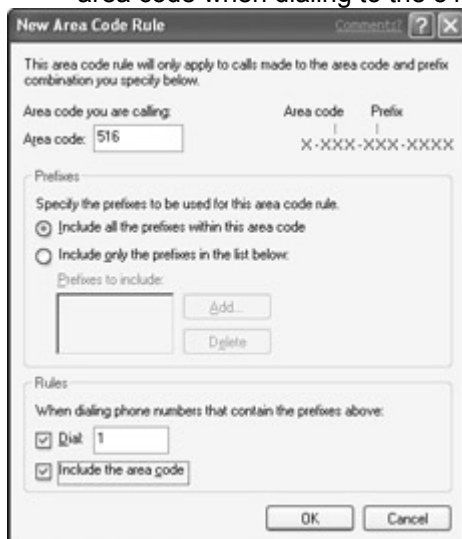 area code when dialing to the 51
New Area Code Rule
Comments?
This area code rule will only apply to calls made to the area code and prefix
combination you specify below.
Area code you are calling:
Area code: 516
Area code Prefix
X-XXX-XXX-XXXX
Prefixes
Specify the prefixes to be used for this area code rule.
Include all the prefixes within this area code
Include only the prefixes in the list below:
Prefixes to include:
Add...
Delete
Rules
When dialing phone numbers that contain the prefixes above:
Dial: 1
Include the area code
OK Cancel